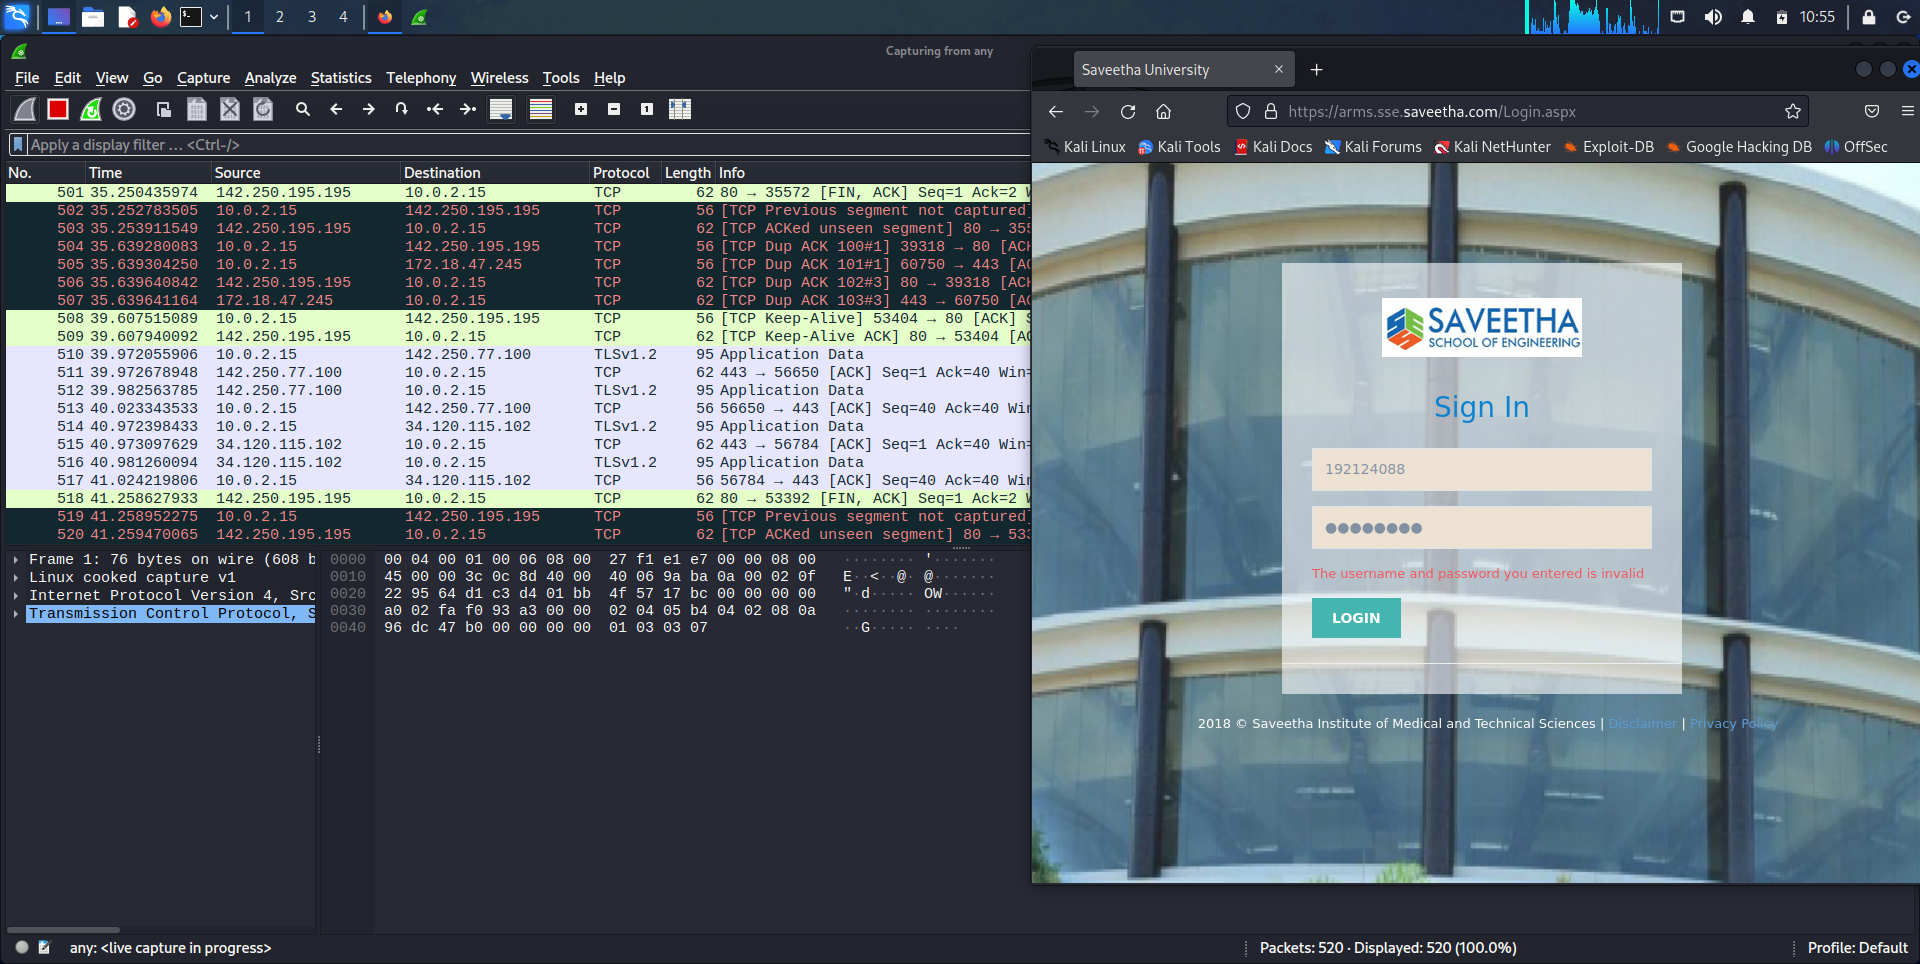 1 2 3 4 10:55
Capturing from any
File Edit View Go Capture Analyze Statistics Telephony Wireless Tools Help
Apply a display filter … <Ctrl-/>
No. Time Source Destination Protocol Length Info
501 35.250435974 142.250.195.195 10.0.2.15 TCP 62 80 → 35572 [FIN, ACK] Seq=1 Ack=2 W
502 35.252783505 10.0.2.15 142.250.195.195 TCP 56 [TCP Previous segment not captured]
503 35.253911549 142.250.195.195 10.0.2.15 TCP 62 [TCP ACKed unseen segment] 80 → 355
504 35.639280083 10.0.2.15 142.250.195.195 TCP 56 [TCP Dup ACK 100#1] 39318 → 80 [ACK
505 35.639304250 10.0.2.15 172.18.47.245 TCP 56 [TCP Dup ACK 101#1] 60750 → 443 [AC
506 35.639640842 142.250.195.195 10.0.2.15 TCP 62 [TCP Dup ACK 102#3] 80 → 39318 [ACK
507 35.639641164 172.18.47.245 10.0.2.15 TCP 62 [TCP Dup ACK 103#3] 443 → 60750 [AC
508 39.607515089 10.0.2.15 142.250.195.195 TCP 56 [TCP Keep-Alive] 53404 → 80 [ACK] S
509 39.607940092 142.250.195.195 10.0.2.15 TCP 62 [TCP Keep-Alive ACK] 80 → 53404 [AC
510 39.972055906 10.0.2.15 142.250.77.100 TLSv1.2 95 Application Data
511 39.972678948 142.250.77.100 10.0.2.15 TCP 62 443 → 56650 [ACK] Seq=1 Ack=40 Win=
512 39.982563785 142.250.77.100 10.0.2.15 TLSv1.2 95 Application Data
513 40.023343533 10.0.2.15 142.250.77.100 TCP 56 56650 → 443 [ACK] Seq=40 Ack=40 Win
514 40.972398433 10.0.2.15 34.120.115.102 TLSv1.2 95 Application Data
515 40.973097629 34.120.115.102 10.0.2.15 TCP 62 443 → 56784 [ACK] Seq=1 Ack=40 Win=
516 40.981260094 34.120.115.102 10.0.2.15 TLSv1.2 95 Application Data
517 41.024219806 10.0.2.15 34.120.115.102 TCP 56 56784 → 443 [ACK] Seq=40 Ack=40 Win
518 41.258627933 142.250.195.195 10.0.2.15 TCP 62 80 → 53392 [FIN, ACK] Seq=1 Ack=2 W
519 41.258952275 10.0.2.15 142.250.195.195 TCP 56 [TCP Previous segment not captured]
520 41.259470065 142.250.195.195 10.0.2.15 TCP 62 [TCP ACKed unseen segment] 80 → 533
Frame 1: 76 bytes on wire (608 b
Linux cooked capture v1
Internet Protocol Version 4, Src
Transmission Control Protocol, S
0000 00 04 00 01 00 06 08 00 27 f1 e1 e7 00 00 08 00 ········ '·······
0010 45 00 00 3c 0c 8d 40 00 40 06 9a ba 0a 00 02 0f E··<··@· @·······
0020 22 95 64 d1 c3 d4 01 bb 4f 57 17 bc 00 00 00 00 "·d····· OW······
0030 a0 02 fa f0 93 a3 00 00 02 04 05 b4 04 02 08 0a ········ ········
0040 96 dc 47 b0 00 00 00 00 01 03 03 07 ··G····· ····
any: <live capture in progress>
Packets: 520 · Displayed: 520 (100.0%)
Profile: Default
Saveetha University
https://arms.sse.saveetha.com/Login.aspx
Kali Linux Kali Tools Kali Docs Kali Forums Kali NetHunter Exploit-DB Google Hacking DB OffSec
SAVEETHA
SCHOOL OF ENGINEERING
Sign In
192124088
●●●●●●●●
The username and password you entered is invalid
LOGIN
2018 © Saveetha Institute of Medical and Technical Sciences | Disclaimer | Privacy Policy